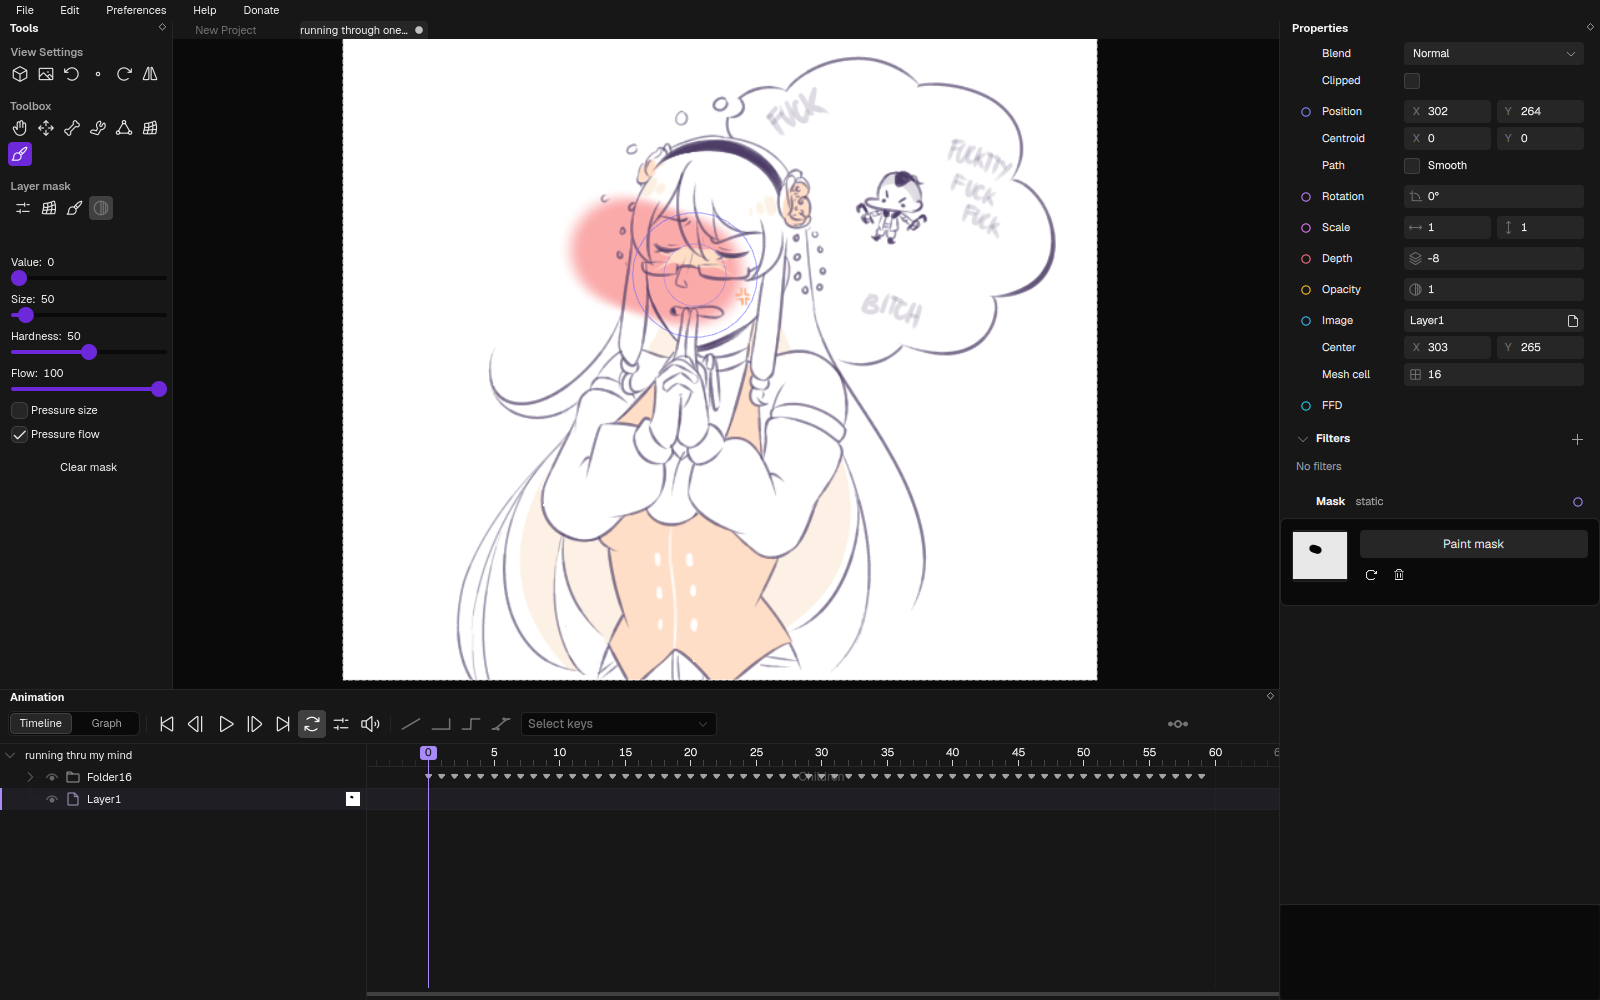 File Edit Preferences Help Donate
Tools
New Project
running through one...
Properties
View Settings
Toolbox
Layer mask
Value: 0
Size: 50
Hardness: 50
Flow: 100
Pressure size
Pressure flow
Clear mask
FUCK
FUCKITY
FUCK
FUCK
BITCH
Blend Normal
Clipped
Position X 302 Y 264
Centroid X 0 Y 0
Path Smooth
Rotation 0°
Scale 1 1
Depth -8
Opacity 1
Image Layer1
Center X 303 Y 265
Mesh cell 16
FFD
Filters
No filters
Mask static
Paint mask
Animation
Timeline Graph
Select keys
0 5 10 15 20 25 30 35 40 45 50 55 60
running thru my mind
Folder16
Children
Layer1